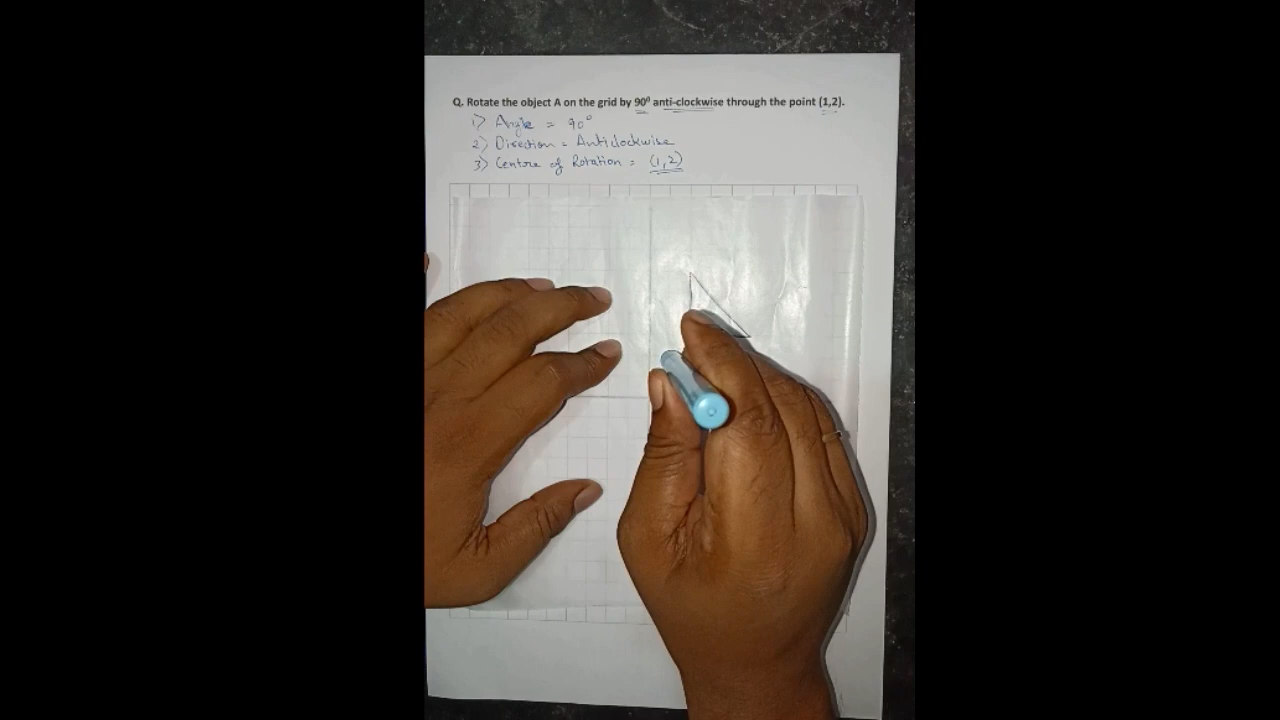 Q. Rotate the object A on the grid by 90⁰ anti-clockwise through the point (1,2).
1) Angle = 90°
2) Direction = Anticlockwise
3) Centre of Rotation = (1,2)